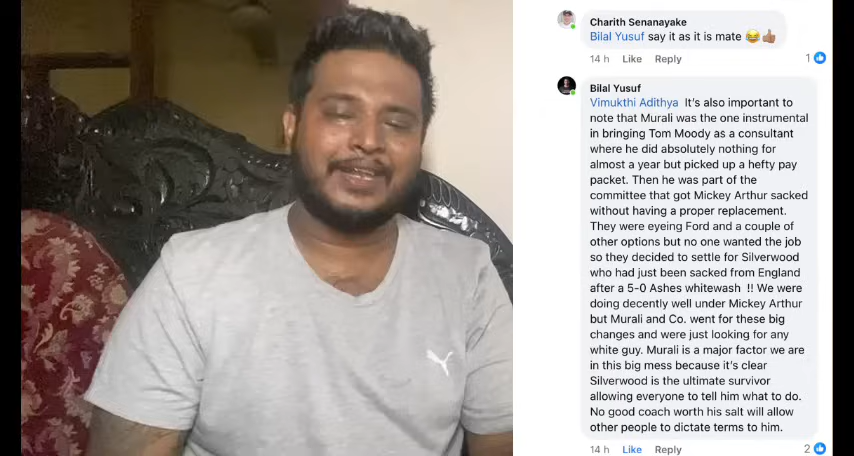 Charith Senanayake
Bilal Yusuf say it as it is mate 😂👍🏽
14 h Like Reply 1
Bilal Yusuf
Vimukthi Adithya It's also important to
note that Murali was the one instrumental
in bringing Tom Moody as a consultant
where he did absolutely nothing for
almost a year but picked up a hefty pay
packet. Then he was part of the
committee that got Mickey Arthur sacked
without having a proper replacement.
They were eyeing Ford and a couple of
other options but no one wanted the job
so they decided to settle for Silverwood
who had just been sacked from England
after a 5-0 Ashes whitewash !! We were
doing decently well under Mickey Arthur
but Murali and Co. went for these big
changes and were just looking for any
white guy. Murali is a major factor we are
in this big mess because it's clear
Silverwood is the ultimate survivor
allowing everyone to tell him what to do.
No good coach worth his salt will allow
other people to dictate terms to him.
14 h Like Reply 2